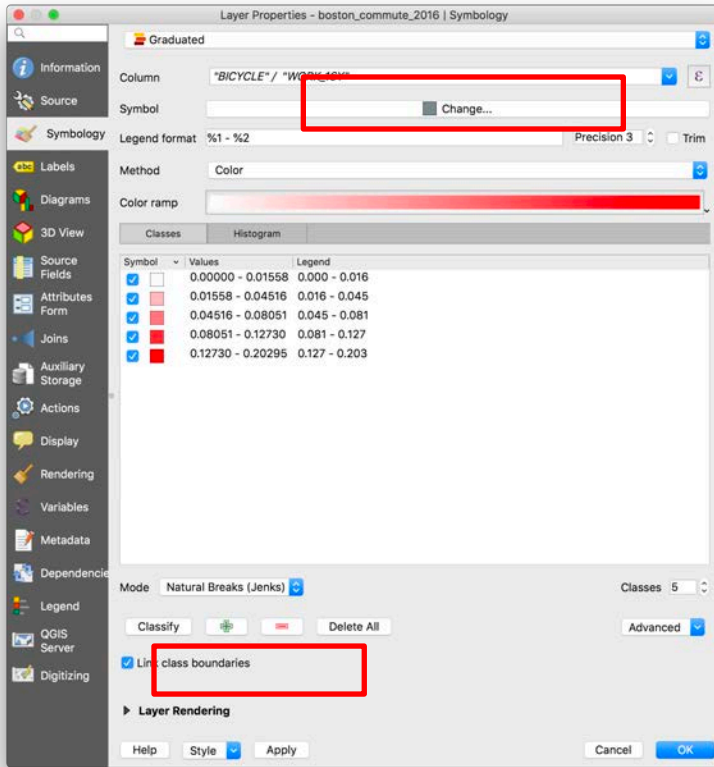 Layer Properties - boston_commute_2016 | Symbology
Information
Source
Symbology
Labels
abc
Diagrams
3D View
Source
Fields
Attributes
Form
Joins
Auxiliary
Storage
Actions
Display
Rendering
Variables
Metadata
Dependencie
Legend
QGIS
Server
Digitizing
Graduated
Column "BICYCLE" / ε
Symbol Change...
Legend format %1 - %2 Precision 3 Trim
Method Color
Color ramp
Classes Histogram
Symbol Values Legend
0.00000 - 0.01558 0.000 - 0.016
0.01558 - 0.04516 0.016 - 0.045
0.04516 - 0.08051 0.045 - 0.081
0.08051 - 0.12730 0.081 - 0.127
0.12730 - 0.20295 0.127 - 0.203
Mode Natural Breaks (Jenks) Classes 5
Classify Delete All Advanced
Link class boundaries
Layer Rendering
Help Style Apply Cancel OK